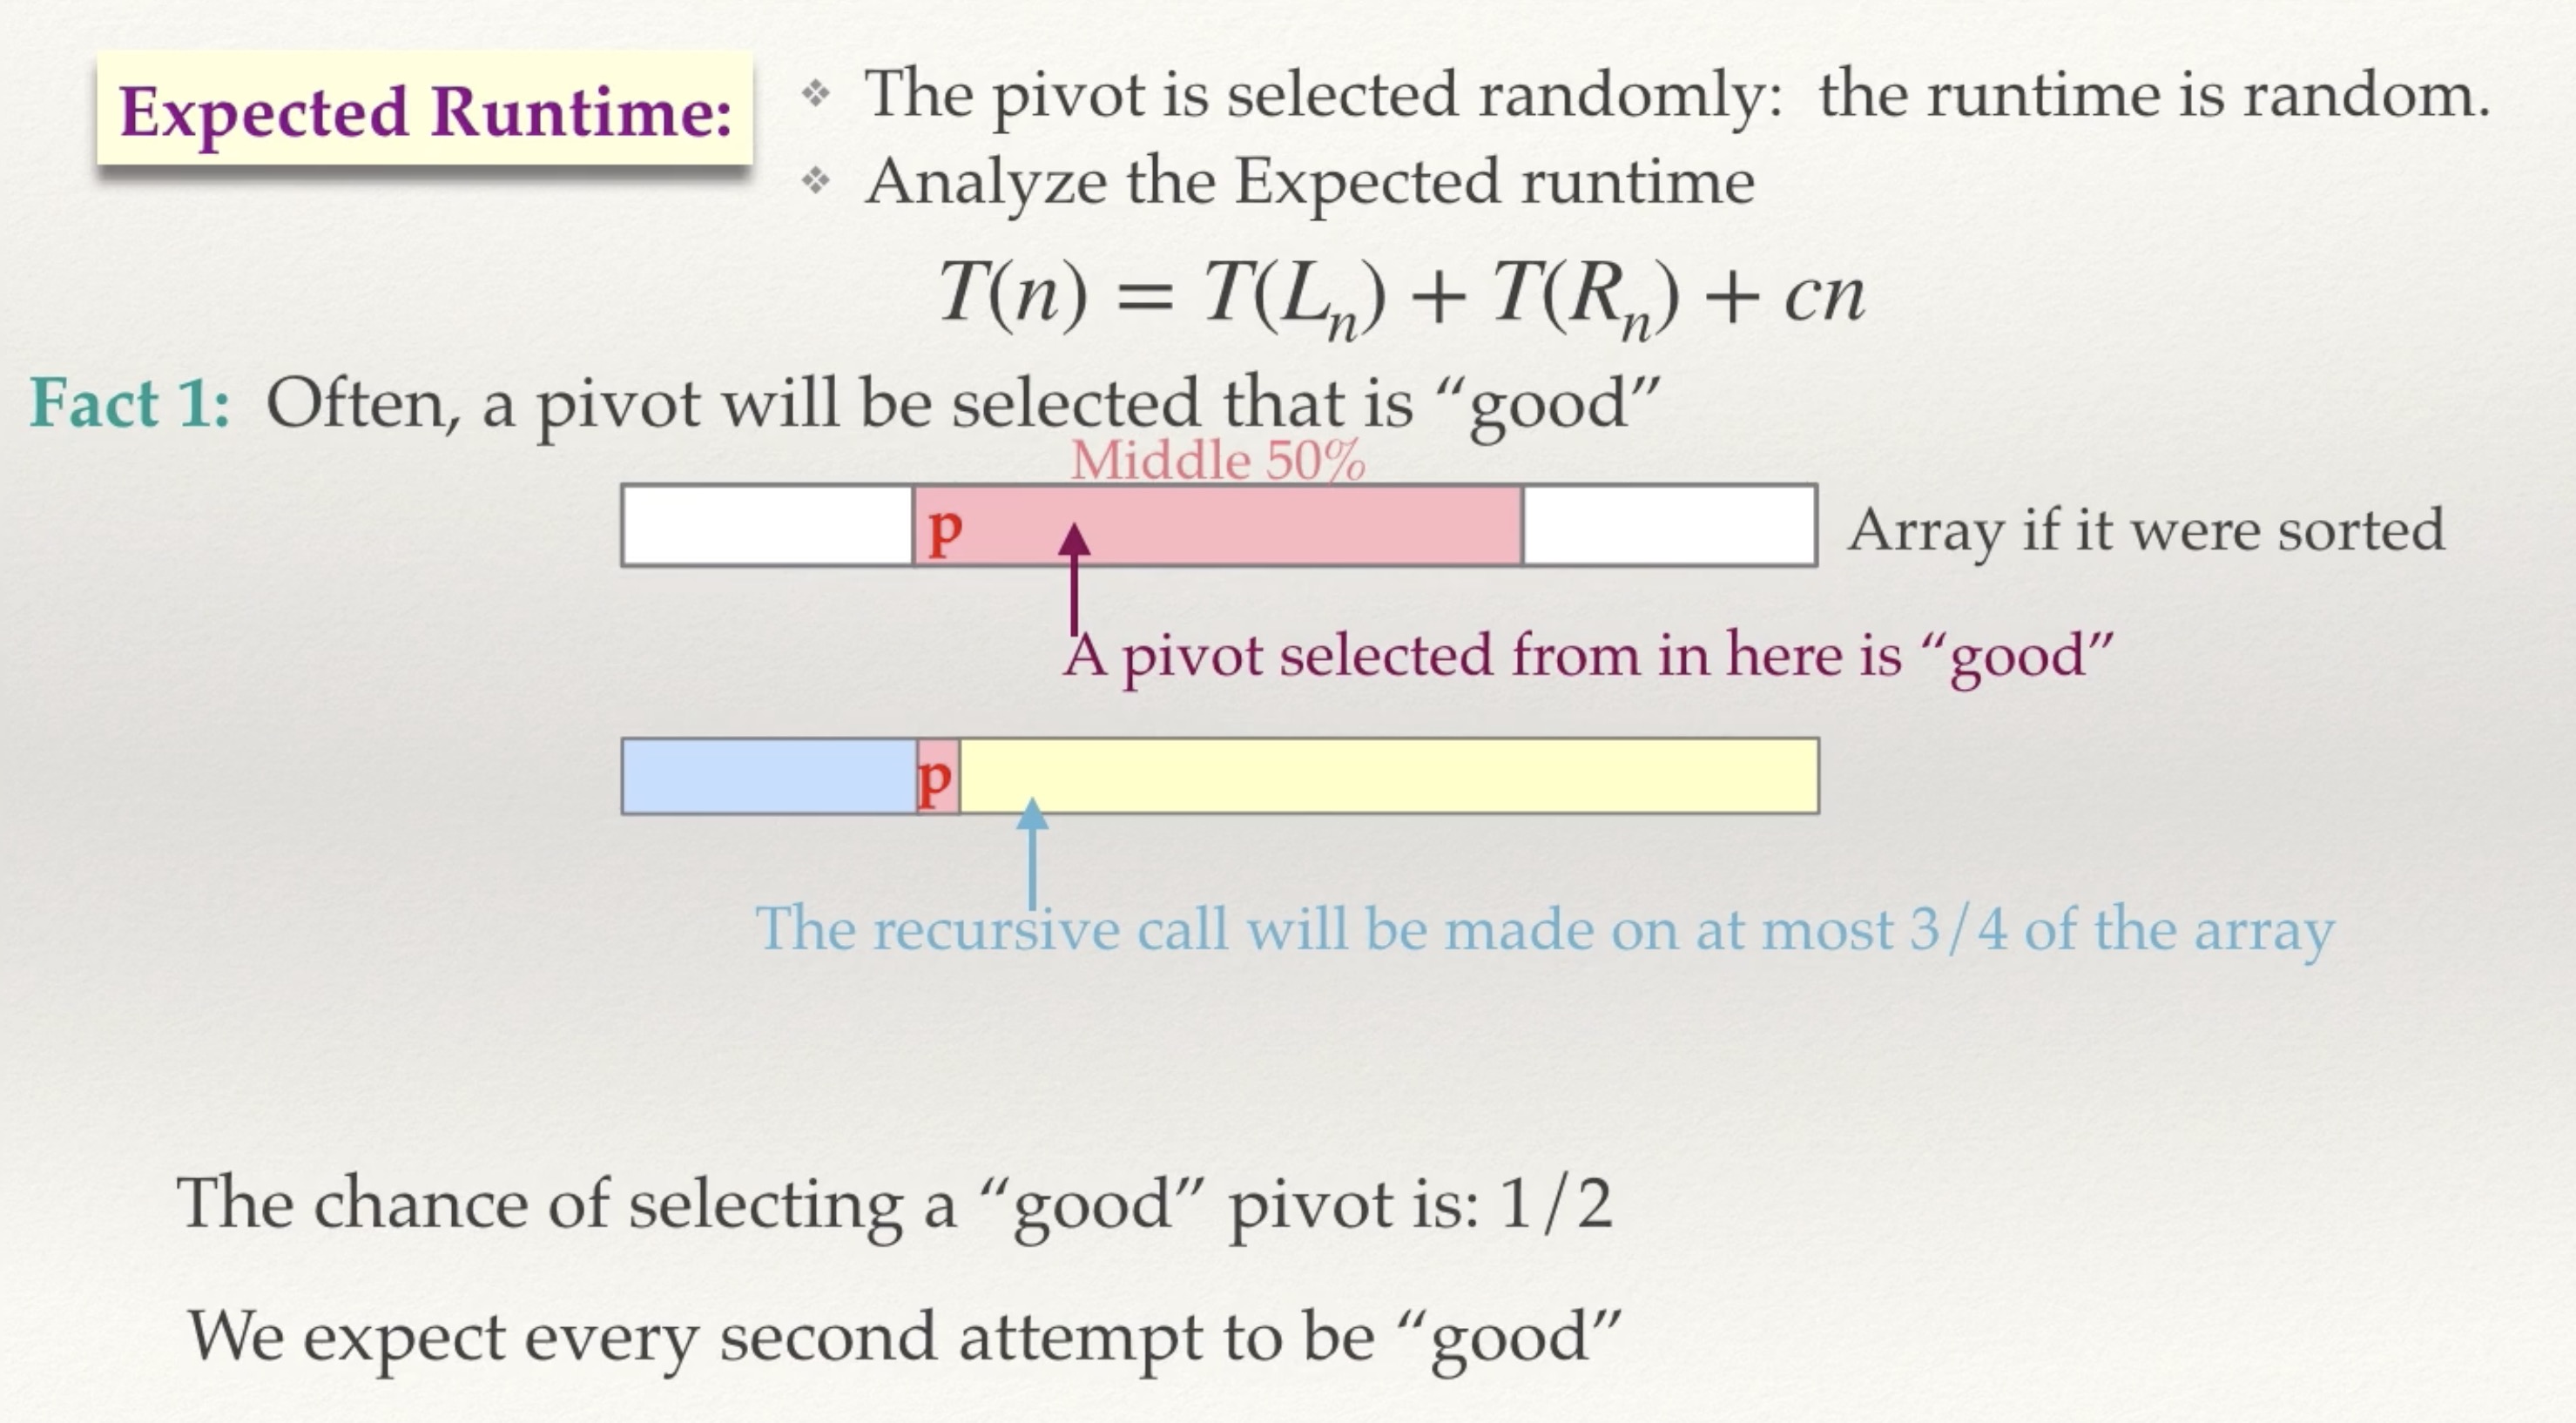 Expected Runtime:
❖ The pivot is selected randomly: the runtime is random.
❖ Analyze the Expected runtime
T(n) = T(Lₙ) + T(Rₙ) + cn
Fact 1: Often, a pivot will be selected that is “good”
Middle 50%
p
Array if it were sorted
A pivot selected from in here is “good”
p
The recursive call will be made on at most 3/4 of the array
The chance of selecting a “good” pivot is: 1/2
We expect every second attempt to be “good”